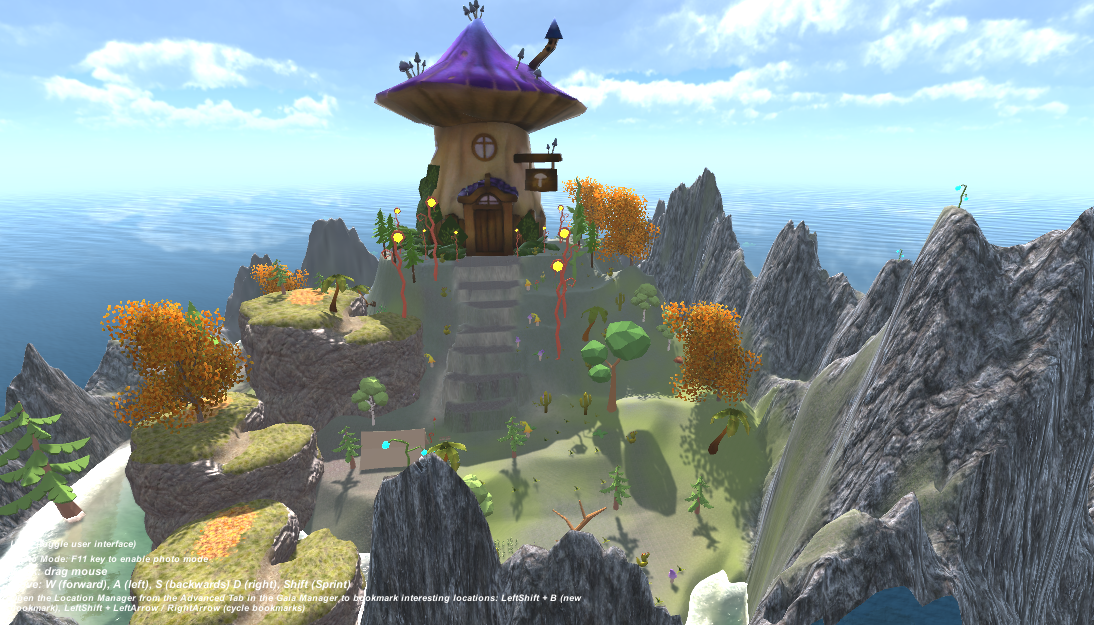 (toggle user interface)
Mode: F11 key to enable photo mode
drag mouse
W (forward), A (left), S (backwards) D (right), Shift (Sprint)
the Location Manager from the Advanced Tab in the Gaia Manager to bookmark interesting locations: LeftShift + B (new
bookmark), LeftShift + LeftArrow / RightArrow (cycle bookmarks)